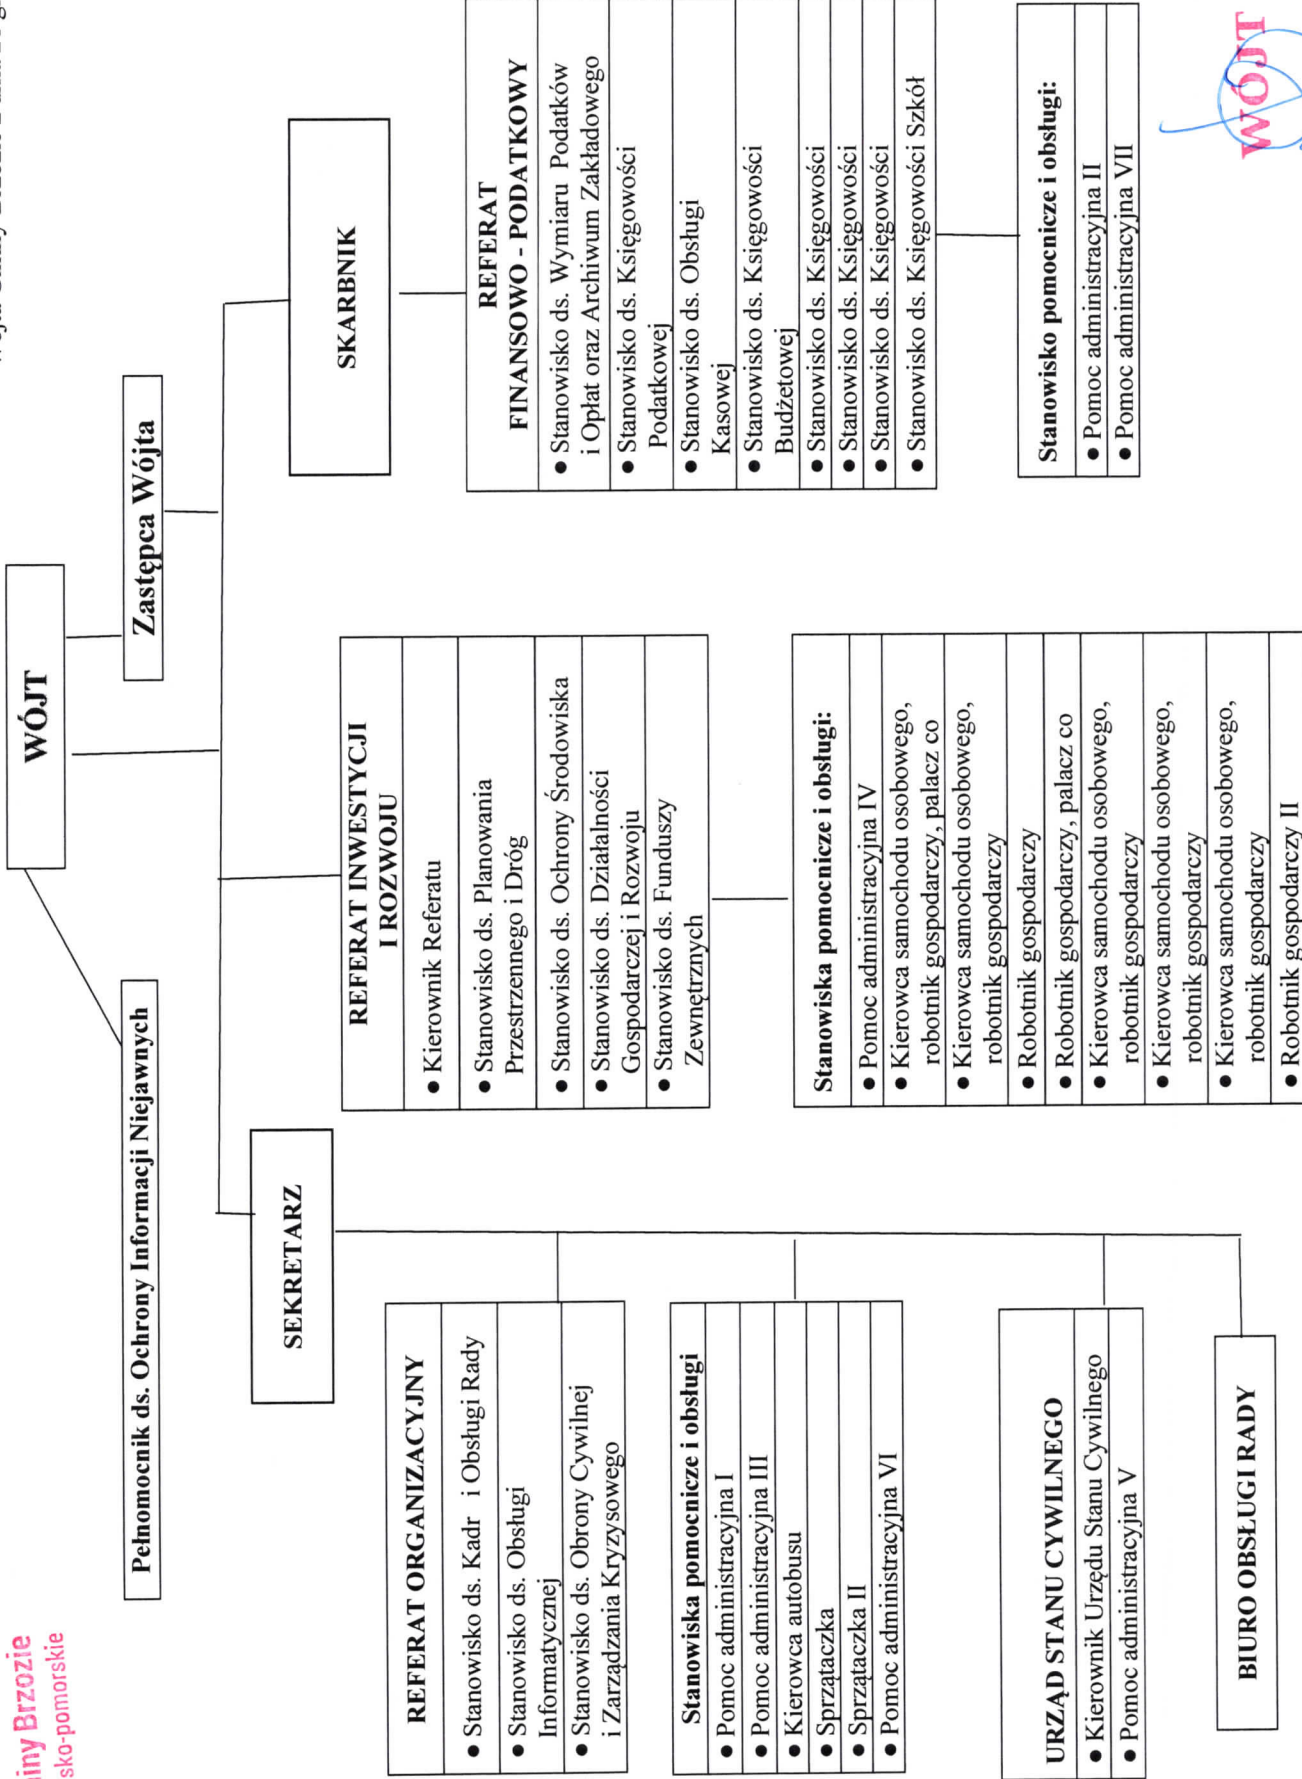 iny Brzozie
sko-pomorskie
WÓJT
Zastępca Wójta
Pełnomocnik ds. Ochrony Informacji Niejawnych
SEKRETARZ
REFERAT ORGANIZACYJNY
● Stanowisko ds. Kadr i Obsługi Rady
● Stanowisko ds. Obsługi
Informatycznej
● Stanowisko ds. Obrony Cywilnej
i Zarządzania Kryzysowego
Stanowiska pomocnicze i obsługi
● Pomoc administracyjna I
● Pomoc administracyjna III
● Kierowca autobusu
● Sprzątaczka
● Sprzątaczka II
● Pomoc administracyjna VI
URZĄD STANU CYWILNEGO
● Kierownik Urzędu Stanu Cywilnego
● Pomoc administracyjna V
BIURO OBSŁUGI RADY
REFERAT INWESTYCJI
I ROZWOJU
● Kierownik Referatu
● Stanowisko ds. Planowania
Przestrzennego i Dróg
● Stanowisko ds. Ochrony Środowiska
● Stanowisko ds. Działalności
Gospodarczej i Rozwoju
● Stanowisko ds. Funduszy
Zewnętrznych
Stanowiska pomocnicze i obsługi:
● Pomoc administracyjna IV
● Kierowca samochodu osobowego,
robotnik gospodarczy, palacz co
● Kierowca samochodu osobowego,
robotnik gospodarczy
● Robotnik gospodarczy
● Robotnik gospodarczy, palacz co
● Kierowca samochodu osobowego,
robotnik gospodarczy
● Kierowca samochodu osobowego,
robotnik gospodarczy
● Kierowca samochodu osobowego,
robotnik gospodarczy
● Robotnik gospodarczy II
SKARBNIK
REFERAT
FINANSOWO - PODATKOWY
● Stanowisko ds. Wymiaru Podatków
i Opłat oraz Archiwum Zakładowego
● Stanowisko ds. Księgowości
Podatkowej
● Stanowisko ds. Obsługi
Kasowej
● Stanowisko ds. Księgowości
Budżetowej
● Stanowisko ds. Księgowości
● Stanowisko ds. Księgowości
● Stanowisko ds. Księgowości
● Stanowisko ds. Księgowości Szkół
Stanowisko pomocnicze i obsługi:
● Pomoc administracyjna II
● Pomoc administracyjna VII
WÓJT